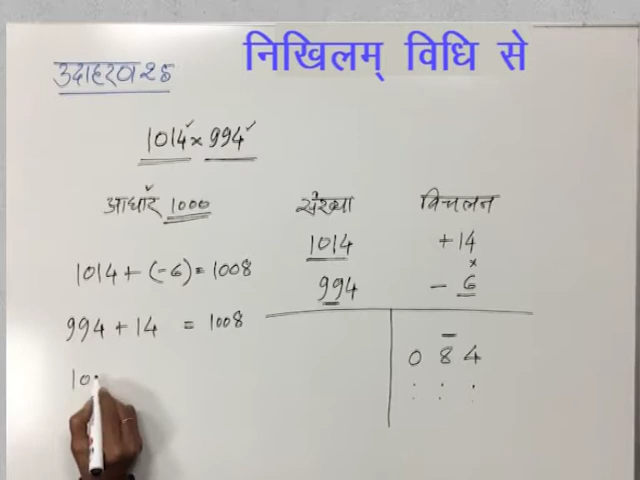 निखिलम् विधि से
उदाहरण 25
1014 × 994
आधार 1000 संख्या विचलन
1014 +14
×
1014 + (-6) = 1008 994 - 6
994 + 14 = 1008
0 8 4
10